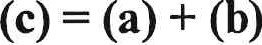 (c) = (a) + (b)